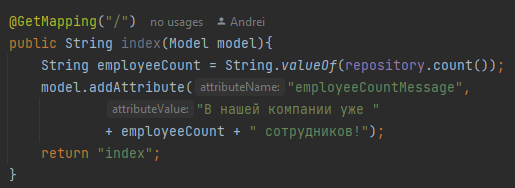 @GetMapping("/") no usages Andrei
public String index(Model model){
String employeeCount = String.valueOf(repository.count());
model.addAttribute( attributeName: "employeeCountMessage",
attributeValue: "В нашей компании уже "
+ employeeCount + " сотрудников!");
return "index";
}